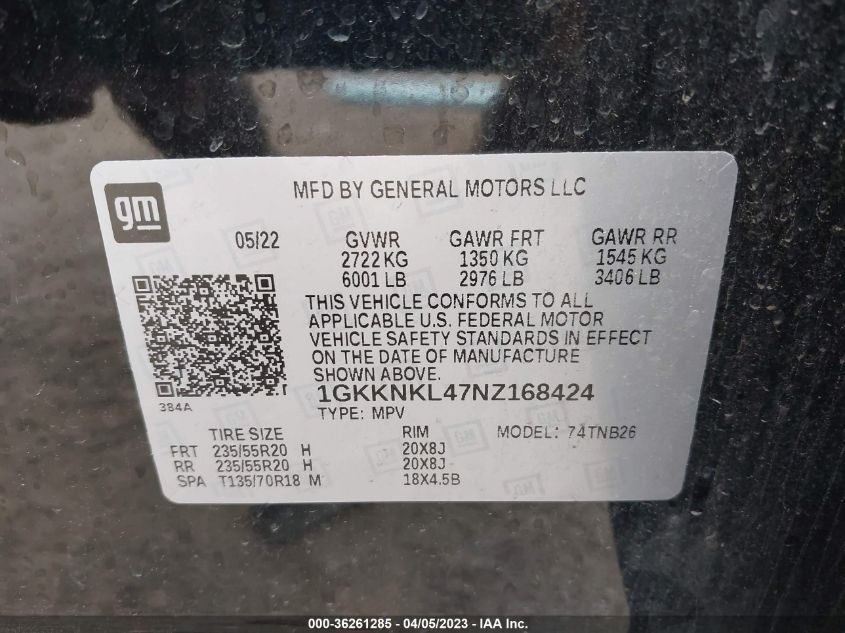 gm
MFD BY GENERAL MOTORS LLC
05/22 GVWR GAWR FRT GAWR RR
2722 KG 1350 KG 1545 KG
6001 LB 2976 LB 3406 LB
THIS VEHICLE CONFORMS TO ALL
APPLICABLE U.S. FEDERAL MOTOR
VEHICLE SAFETY STANDARDS IN EFFECT
ON THE DATE OF MANUFACTURE
SHOWN ABOVE.
1GKKNKL47NZ168424
384A
TYPE: MPV
TIRE SIZE RIM MODEL: 74TNB26
FRT 235/55R20 H 20X8J
RR 235/55R20 H 20X8J
SPA T135/70R18 M 18X4.5B
000-36261285 - 04/05/2023 - IAA Inc.